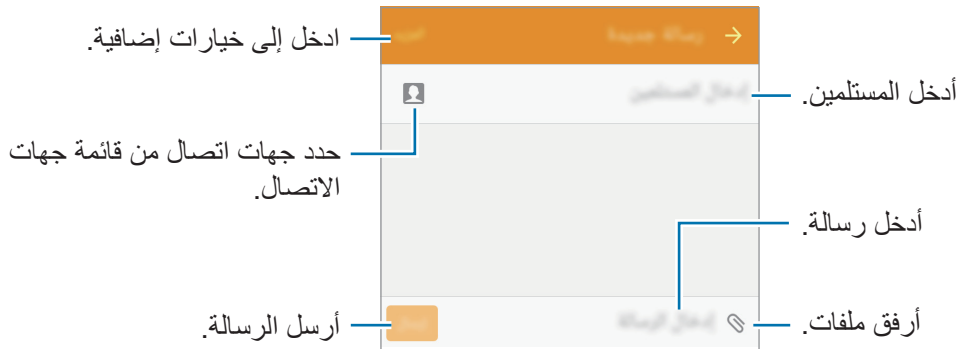 ادخل إلى خيارات إضافية.
أدخل المستلمين.
حدد جهات اتصال من قائمة جهات
الاتصال.
أدخل رسالة.
أرفق ملفات.
أرسل الرسالة.